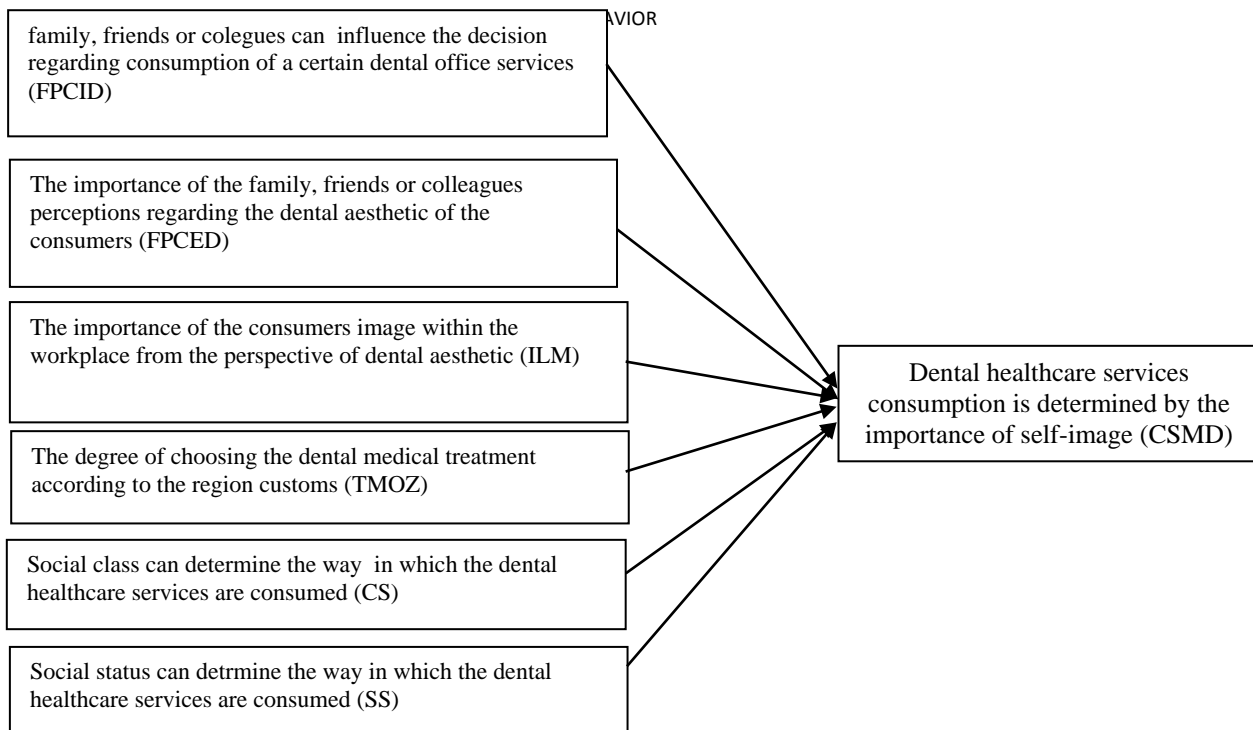 AVIOR
family, friends or colegues can influence the decision
regarding consumption of a certain dental office services
(FPCID)
The importance of the family, friends or colleagues
perceptions regarding the dental aesthetic of the
consumers (FPCED)
The importance of the consumers image within the
workplace from the perspective of dental aesthetic (ILM)
The degree of choosing the dental medical treatment
according to the region customs (TMOZ)
Social class can determine the way in which the dental
healthcare services are consumed (CS)
Social status can detrmine the way in which the dental
healthcare services are consumed (SS)
Dental healthcare services
consumption is determined by the
importance of self-image (CSMD)